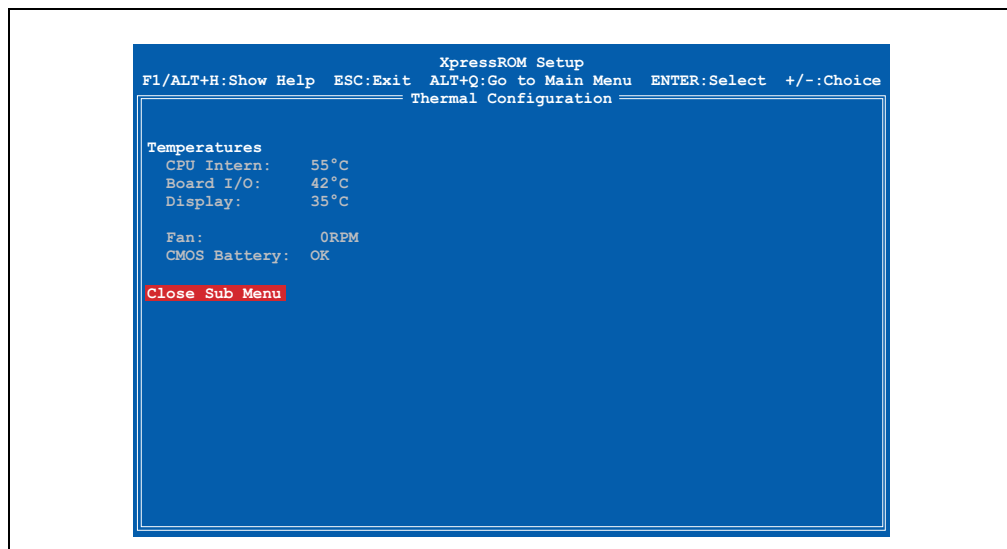 XpressROM Setup
F1/ALT+H:Show Help ESC:Exit ALT+Q:Go to Main Menu ENTER:Select +/-:Choice
Thermal Configuration
Temperatures
CPU Intern: 55°C
Board I/O: 42°C
Display: 35°C
Fan: 0RPM
CMOS Battery: OK
Close Sub Menu